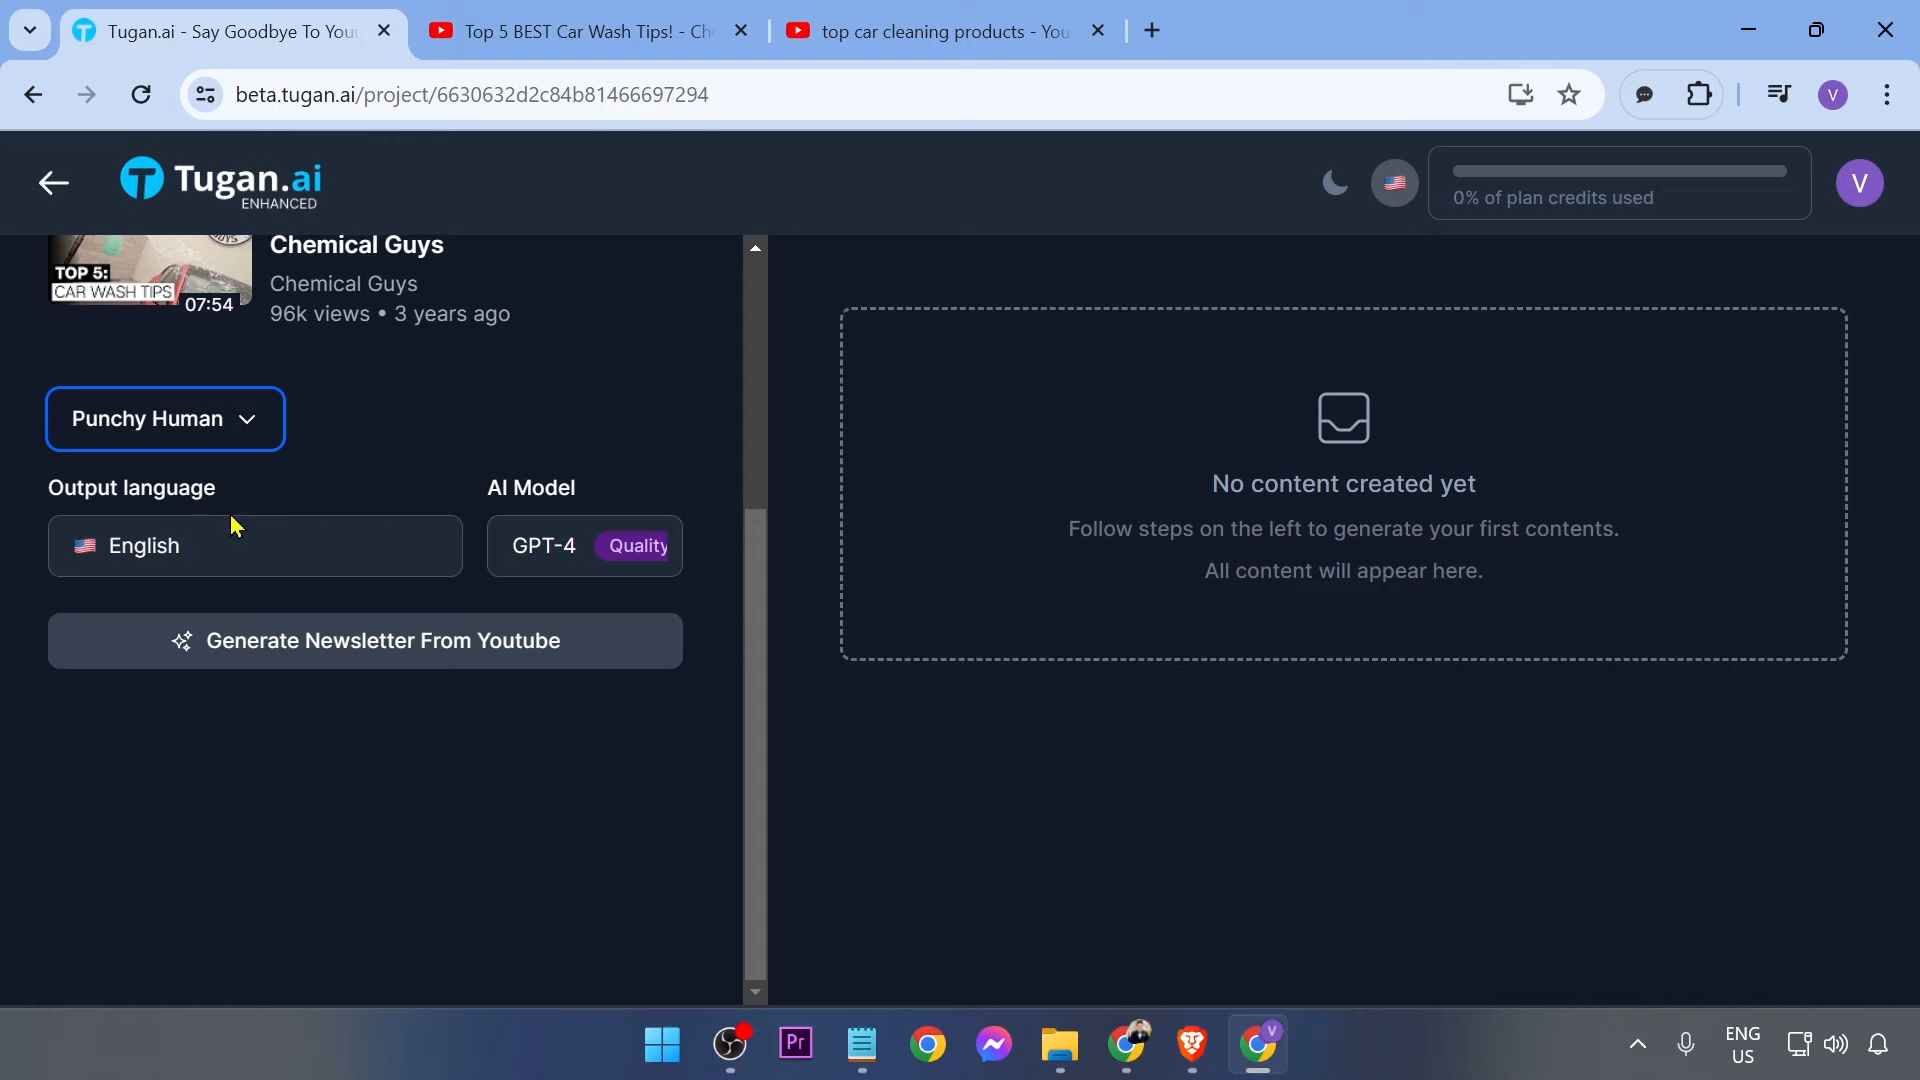 Tugan.ai - Say Goodbye To You
Top 5 BEST Car Wash Tips! - Ch
top car cleaning products - You
beta.tugan.ai/project/6630632d2c84b81466697294
V
Tugan.ai
ENHANCED
0% of plan credits used
V
TOP 5:
CAR WASH TIPS
07:54
Chemical Guys
Chemical Guys
96k views • 3 years ago
Punchy Human
Output language
AI Model
English
GPT-4
Quality
Generate Newsletter From Youtube
No content created yet
Follow steps on the left to generate your first contents.
All content will appear here.
Pr
V
ENG
US